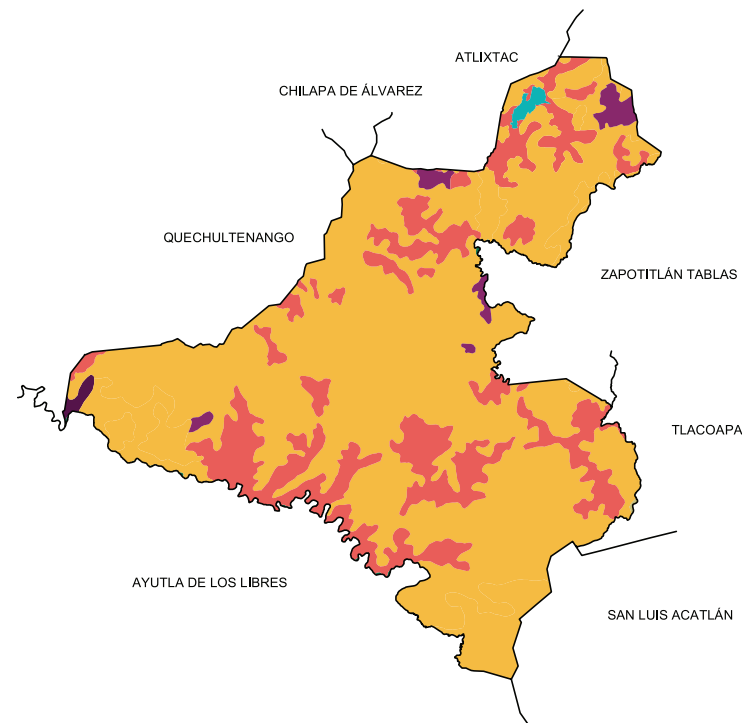 ATLIXTAC
CHILAPA DE ÁLVAREZ
QUECHULTENANGO
ZAPOTITLÁN TABLAS
TLACOAPA
AYUTLA DE LOS LIBRES
SAN LUIS ACATLÁN